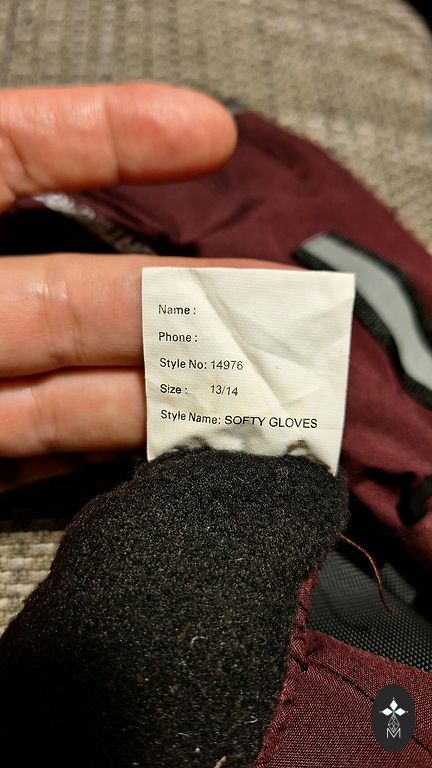 Name :
Phone :
Style No: 14976
Size : 13/14
Style Name: SOFTY GLOVES